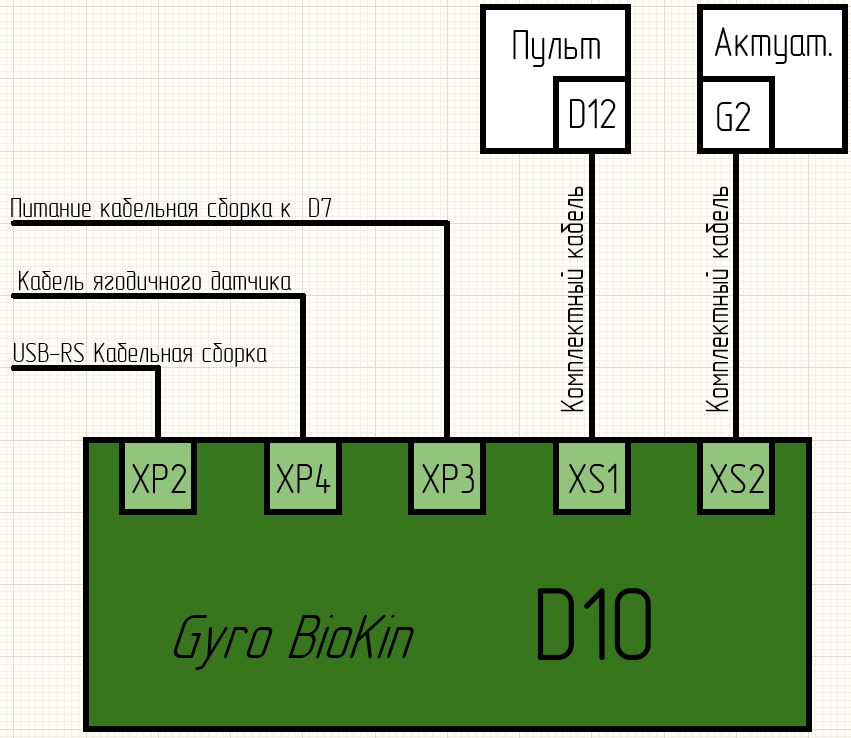 Пульт
Актуат.
D12
G2
Питание кабельная сборка к D7
Кабель ягодичного датчика
USB-RS Кабельная сборка
Комплектный кабель
Комплектный кабель
XP2
XP4
XP3
XS1
XS2
Gyro BioKin
D10